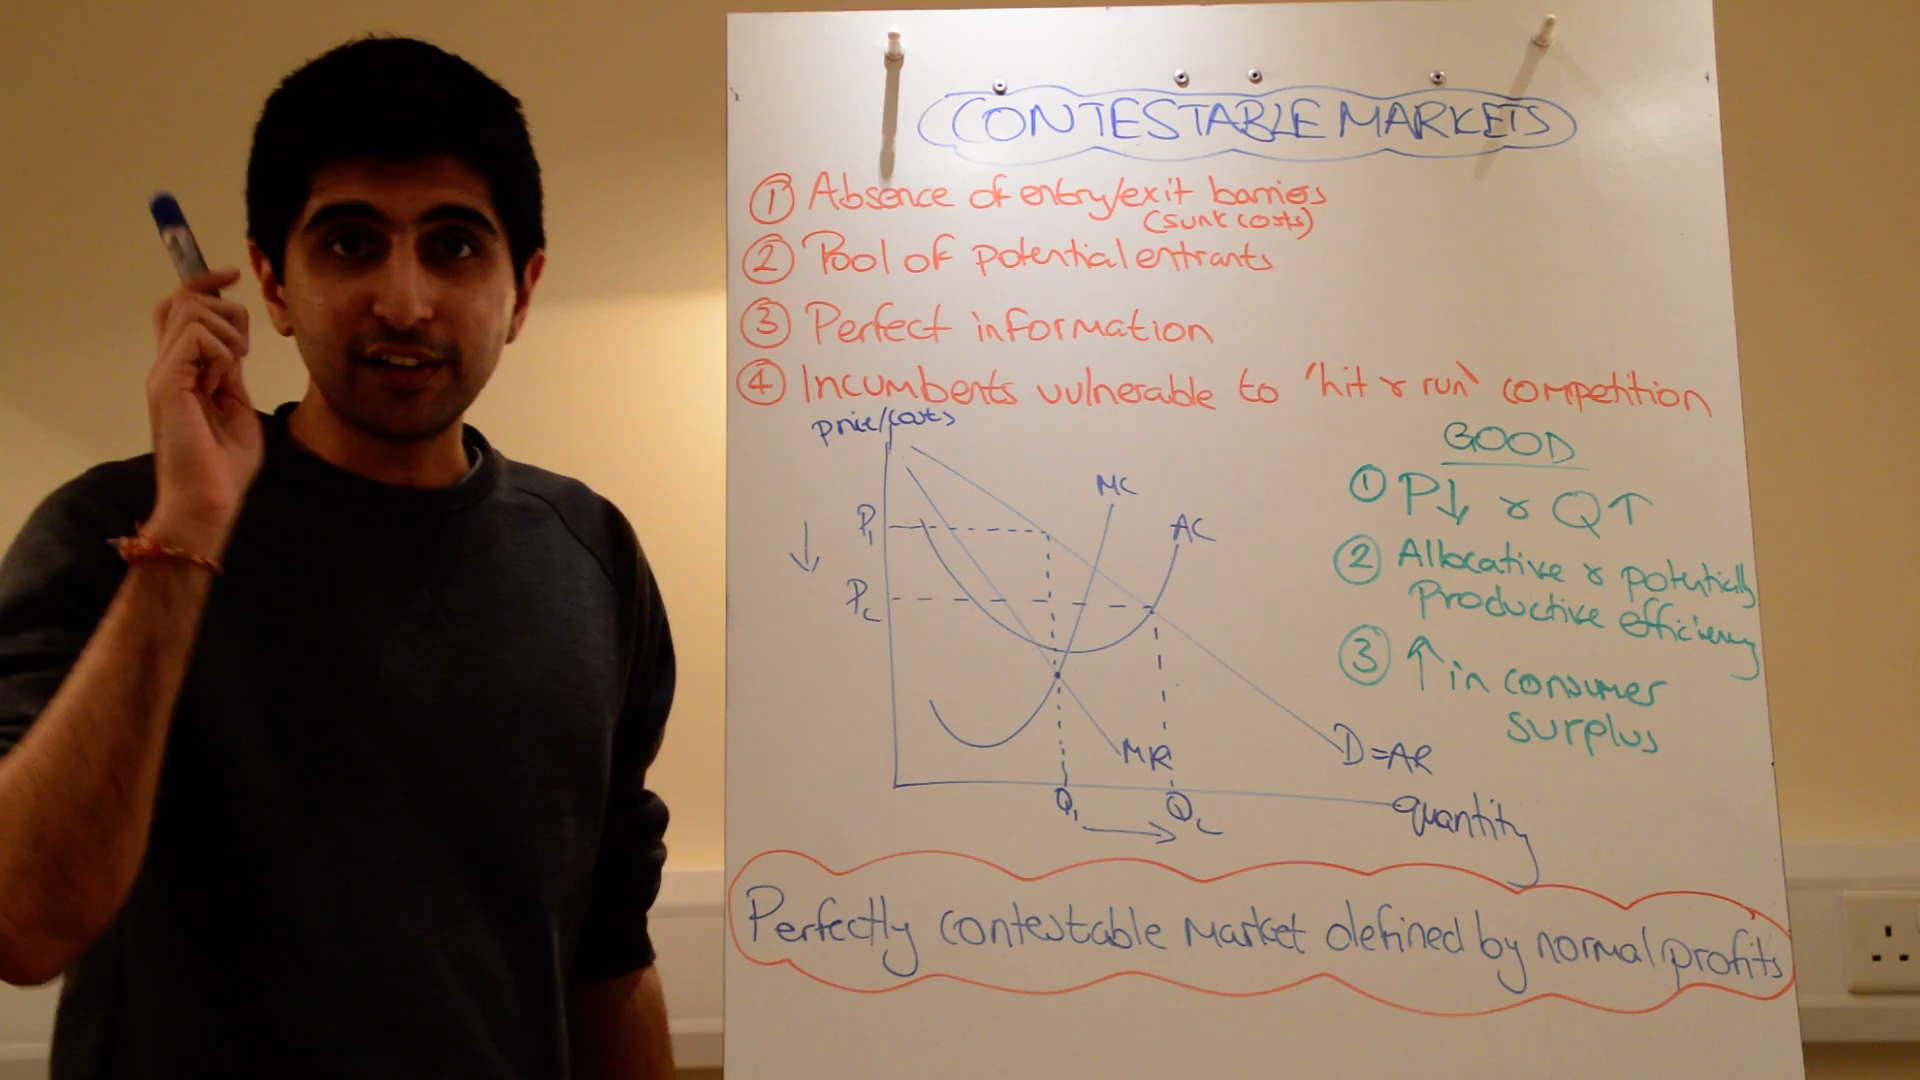 CONTESTABLE MARKETS
① Absence of entry/exit barriers
(sunk costs)
② Pool of potential entrants
③ Perfect information
④ Incumbents vulnerable to 'hit & run' competition
price/costs
GOOD
① P↓ & Q↑
② Allocative & potentially
Productive efficiency
③ ↑ in consumer
surplus
MC
AC
P1
↓
PC
MR
D=AR
Q1
QC
→
quantity
Perfectly contestable market defined by normal profits